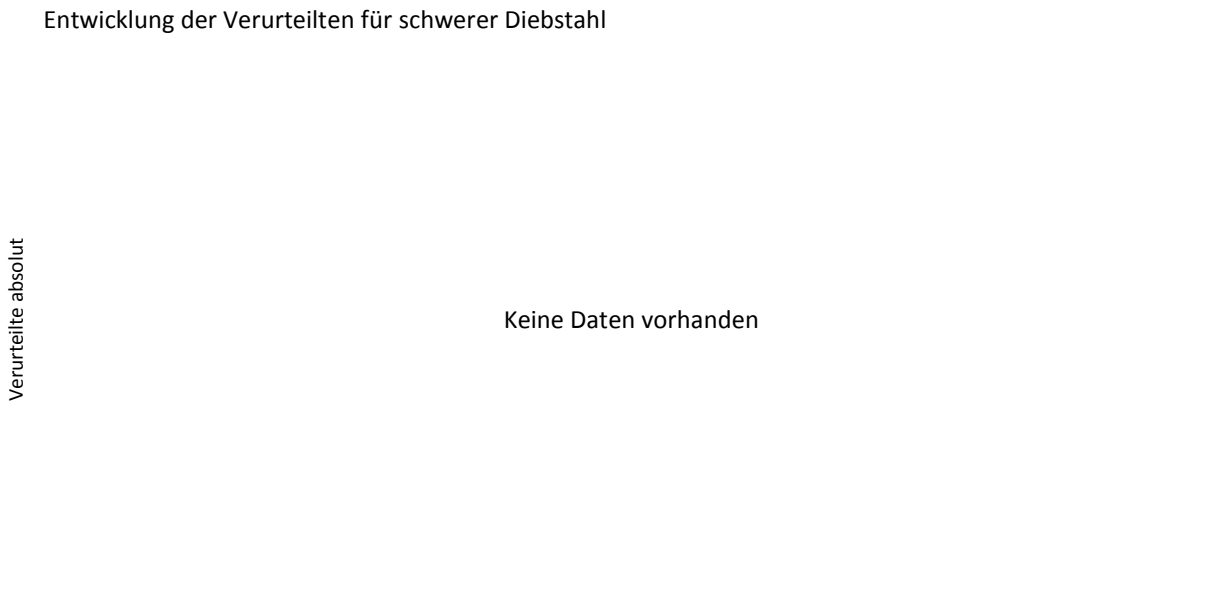 Entwicklung der Verurteilten für schwerer Diebstahl
Verurteilte absolut
Keine Daten vorhanden